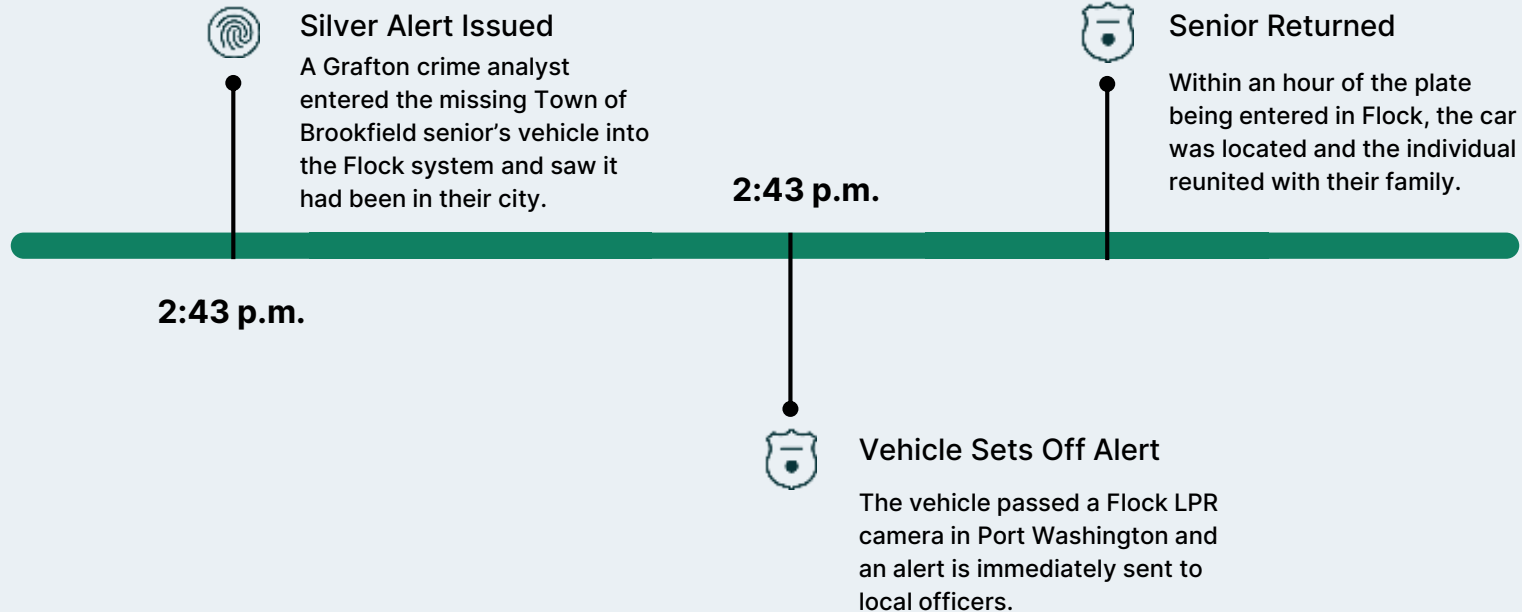 Silver Alert Issued
A Grafton crime analyst
entered the missing Town of
Brookfield senior’s vehicle into
the Flock system and saw it
had been in their city.
2:43 p.m.
2:43 p.m.
Vehicle Sets Off Alert
The vehicle passed a Flock LPR
camera in Port Washington and
an alert is immediately sent to
local officers.
Senior Returned
Within an hour of the plate
being entered in Flock, the car
was located and the individual
reunited with their family.